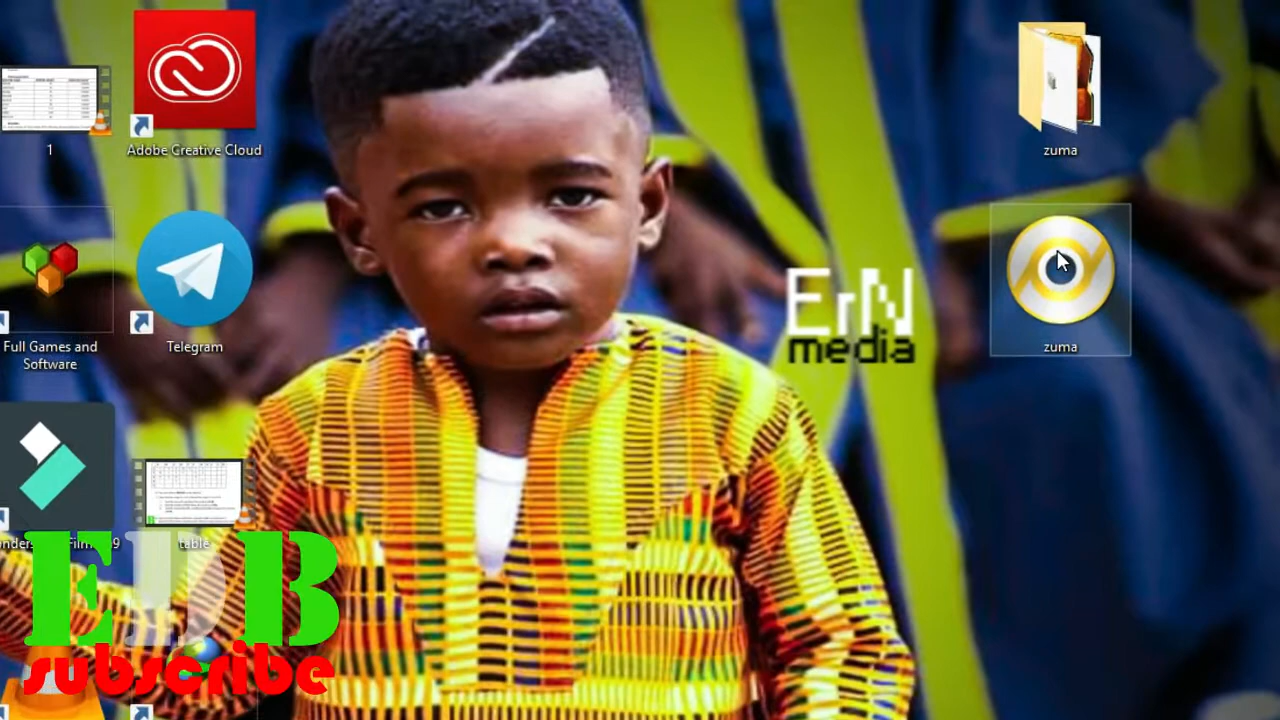 1
Adobe Creative Cloud
zuma
Full Games and
Software
Telegram
ErN
media
zuma
table
EDB
subscribe